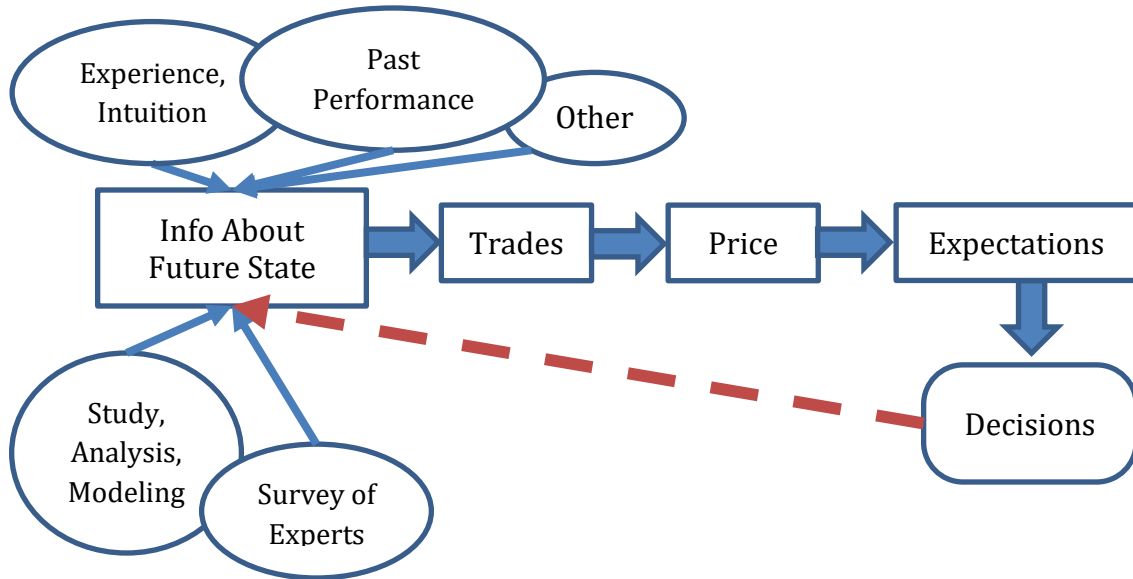 Experience,
Intuition
Past
Performance
Other
Info About
Future State
Trades
Price
Expectations
Decisions
Study,
Analysis,
Modeling
Survey of
Experts